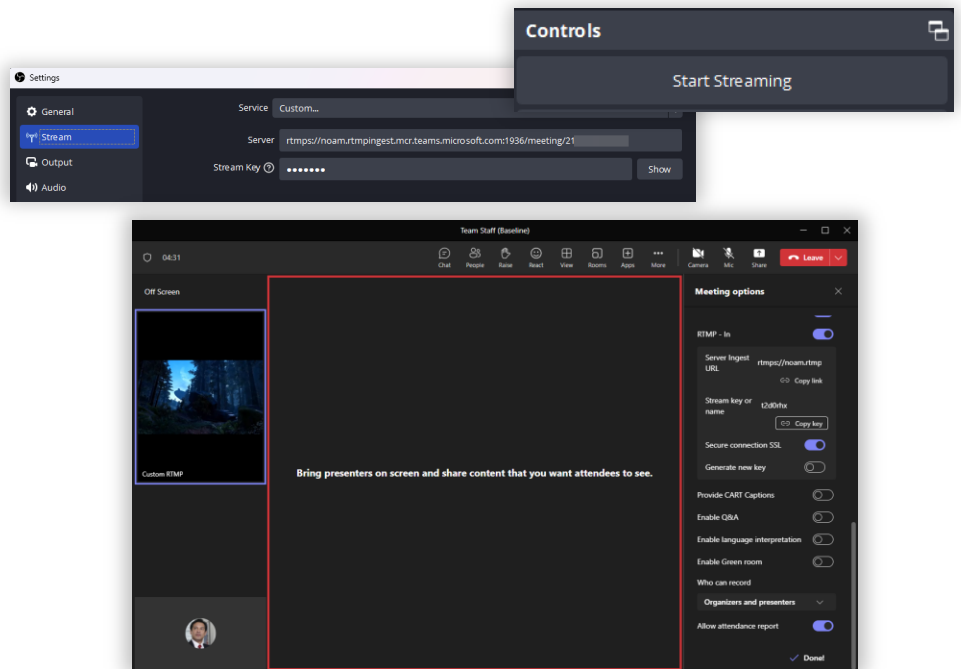 Controls
Start Streaming
Settings
General
Stream
Output
Audio
Service Custom...
Server rtmps://noam.rtmpingest.mcr.teams.microsoft.com:1936/meeting/21
Stream Key •••••••
Show
Team Staff (Baseline)
04:31
Chat People Raise React View Rooms Apps More Camera Mic Share Leave
Off Screen
Custom RTMP
Bring presenters on screen and share content that you want attendees to see.
Meeting options
RTMP - In
Server Ingest
URL
rtmps://noam.rtmp
Copy link
Stream key or
name
t2d0rhx
Copy key
Secure connection SSL
Generate new key
Provide CART Captions
Enable Q&A
Enable language interpretation
Enable Green room
Who can record
Organizers and presenters
Allow attendance report
Done!